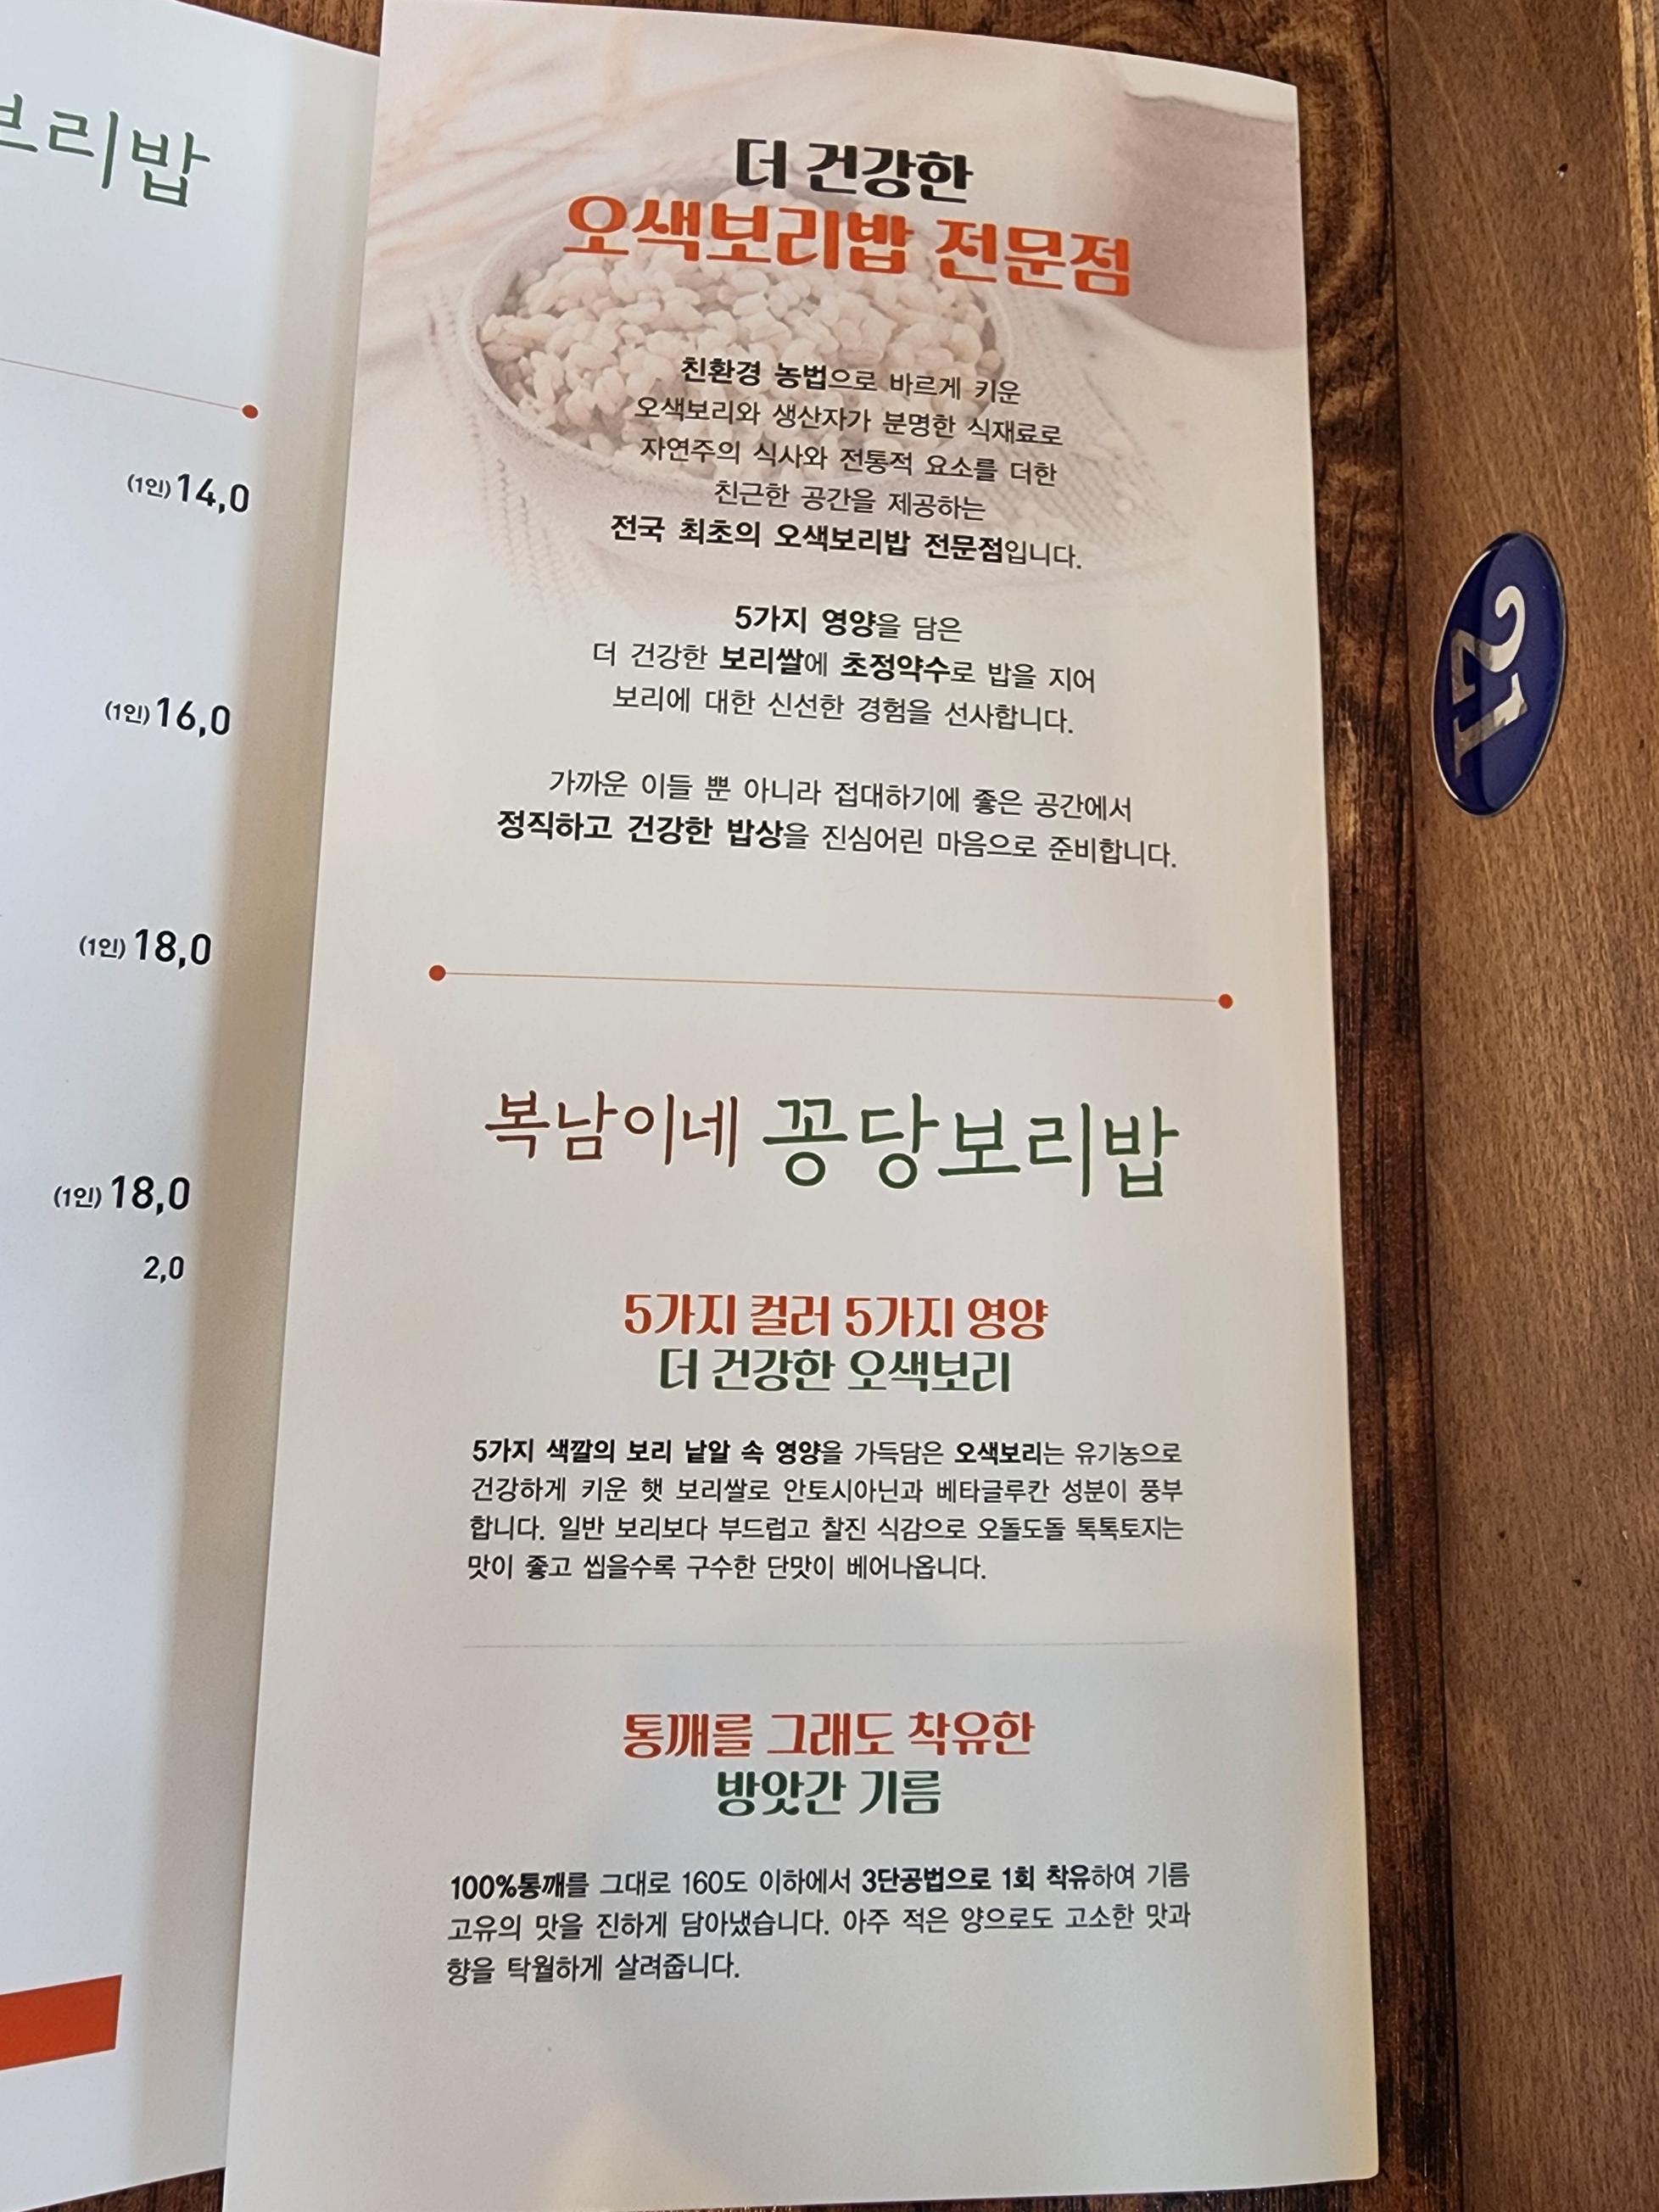 보리밥
(1인) 14,0
(1인) 16,0
(1인) 18,0
(1인) 18,0
2,0
더 건강한
오색보리밥 전문점
친환경 농법으로 바르게 키운
오색보리와 생산자가 분명한 식재료로
자연주의 식사와 전통적 요소를 더한
친근한 공간을 제공하는
전국 최초의 오색보리밥 전문점입니다.
5가지 영양을 담은
더 건강한 보리쌀에 초정약수로 밥을 지어
보리에 대한 신선한 경험을 선사합니다.
가까운 이들 뿐 아니라 접대하기에 좋은 공간에서
정직하고 건강한 밥상을 진심어린 마음으로 준비합니다.
복남이네 꽁당보리밥
5가지 컬러 5가지 영양
더 건강한 오색보리
5가지 색깔의 보리 낱알 속 영양을 가득담은 오색보리는 유기농으로
건강하게 키운 햇 보리쌀로 안토시아닌과 베타글루칸 성분이 풍부
합니다. 일반 보리보다 부드럽고 찰진 식감으로 오돌도돌 톡톡토지는
맛이 좋고 씹을수록 구수한 단맛이 베어나옵니다.
통깨를 그래도 착유한
방앗간 기름
100%통깨를 그대로 160도 이하에서 3단공법으로 1회 착유하여 기름
고유의 맛을 진하게 담아냈습니다. 아주 적은 양으로도 고소한 맛과
향을 탁월하게 살려줍니다.
21